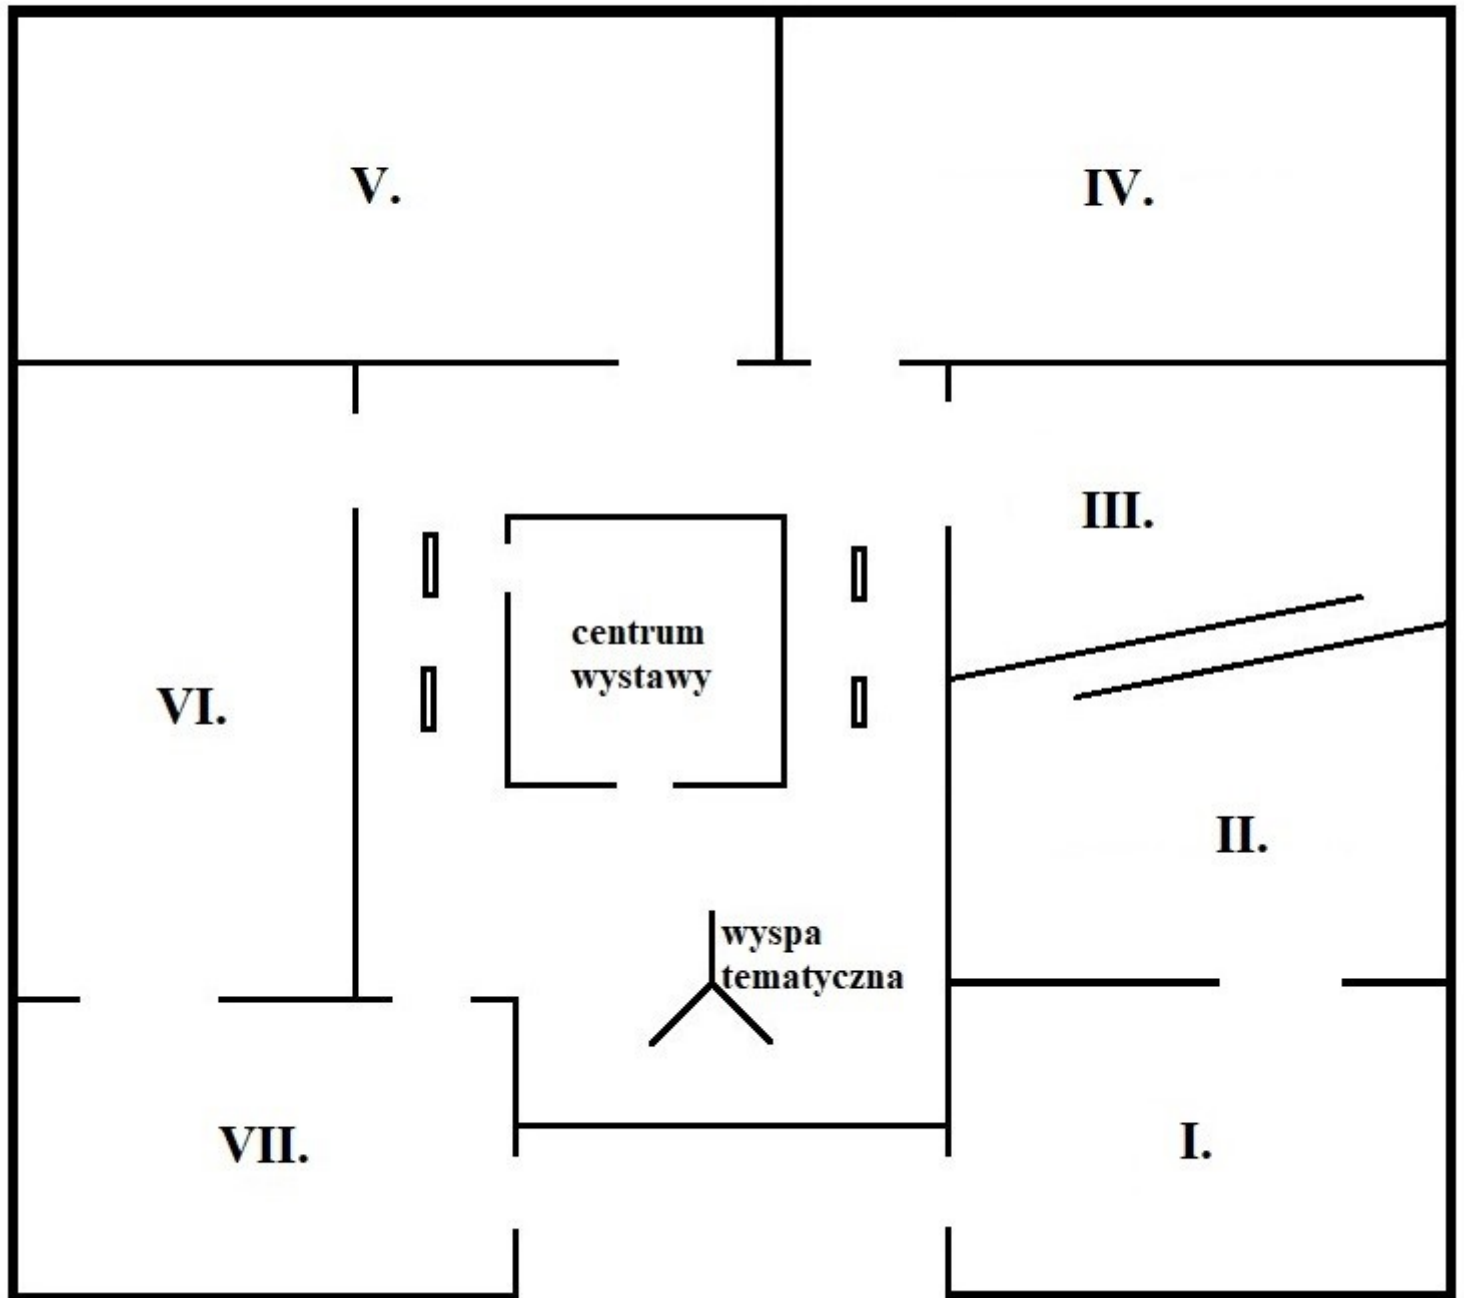 V.
IV.
III.
centrum
wystawy
VI.
II.
wyspa
tematyczna
VII.
I.